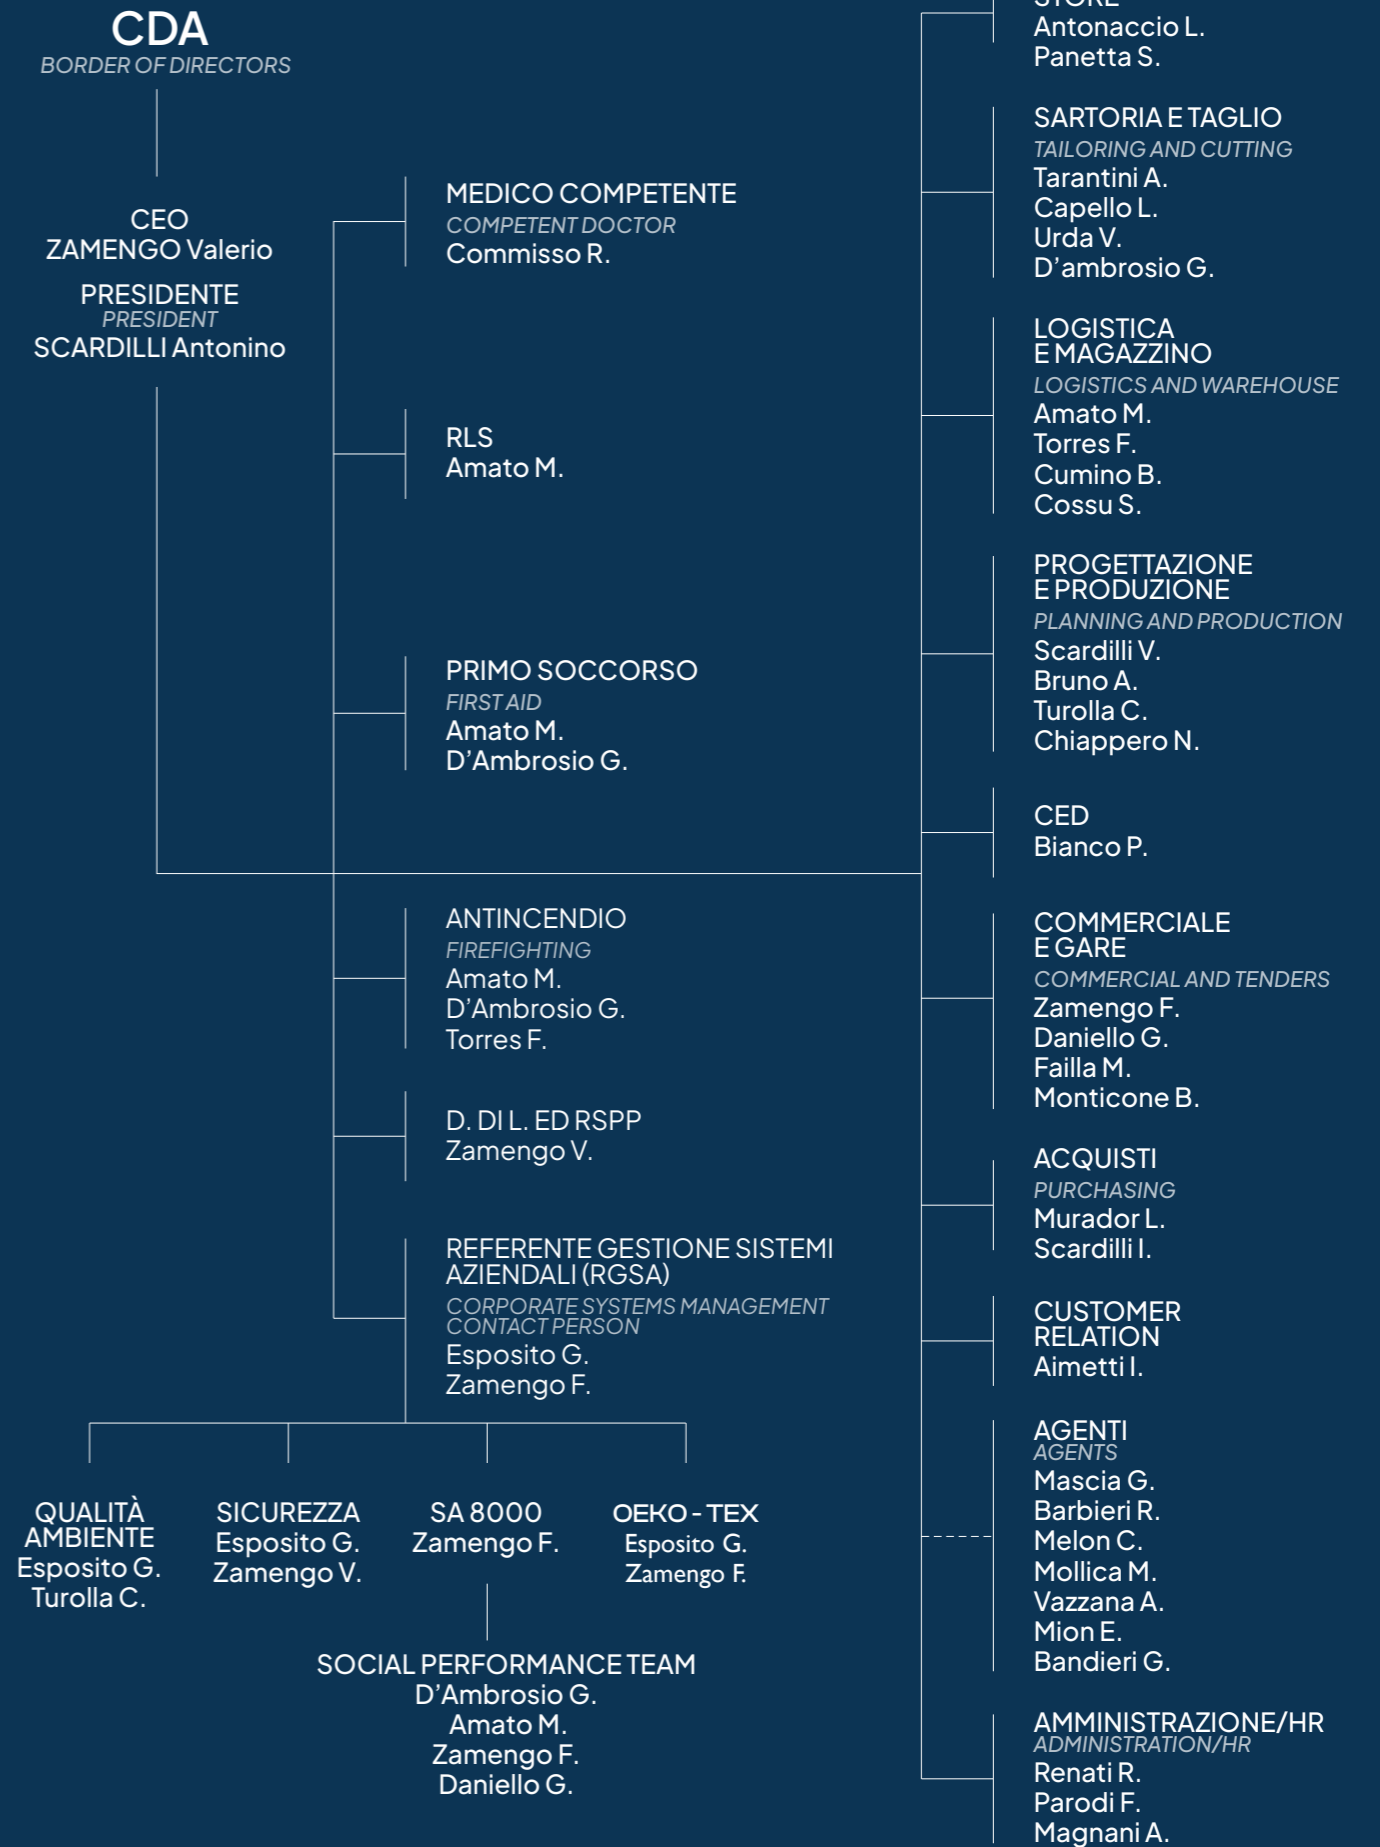 CDA
BORDER OF DIRECTORS
CEO
ZAMENGO Valerio
PRESIDENTE
PRESIDENT
SCARDILLI Antonino
MEDICO COMPETENTE
COMPETENT DOCTOR
Commisso R.
RLS
Amato M.
PRIMO SOCCORSO
FIRST AID
Amato M.
D’Ambrosio G.
ANTINCENDIO
FIREFIGHTING
Amato M.
D’Ambrosio G.
Torres F.
D. DI L. ED RSPP
Zamengo V.
REFERENTE GESTIONE SISTEMI
AZIENDALI (RGSA)
CORPORATE SYSTEMS MANAGEMENT
CONTACT PERSON
Esposito G.
Zamengo F.
QUALITÀ
AMBIENTE
Esposito G.
Turolla C.
SICUREZZA
Esposito G.
Zamengo V.
SA 8000
Zamengo F.
OEKO - TEX
Esposito G.
Zamengo F.
SOCIAL PERFORMANCE TEAM
D’Ambrosio G.
Amato M.
Zamengo F.
Daniello G.
STORE
Antonaccio L.
Panetta S.
SARTORIA E TAGLIO
TAILORING AND CUTTING
Tarantini A.
Capello L.
Urda V.
D’ambrosio G.
LOGISTICA
E MAGAZZINO
LOGISTICS AND WAREHOUSE
Amato M.
Torres F.
Cumino B.
Cossu S.
PROGETTAZIONE
E PRODUZIONE
PLANNING AND PRODUCTION
Scardilli V.
Bruno A.
Turolla C.
Chiappero N.
CED
Bianco P.
COMMERCIALE
E GARE
COMMERCIAL AND TENDERS
Zamengo F.
Daniello G.
Failla M.
Monticone B.
ACQUISTI
PURCHASING
Murador L.
Scardilli I.
CUSTOMER
RELATION
Aimetti I.
AGENTI
AGENTS
Mascia G.
Barbieri R.
Melon C.
Mollica M.
Vazzana A.
Mion E.
Bandieri G.
AMMINISTRAZIONE/HR
ADMINISTRATION/HR
Renati R.
Parodi F.
Magnani A.